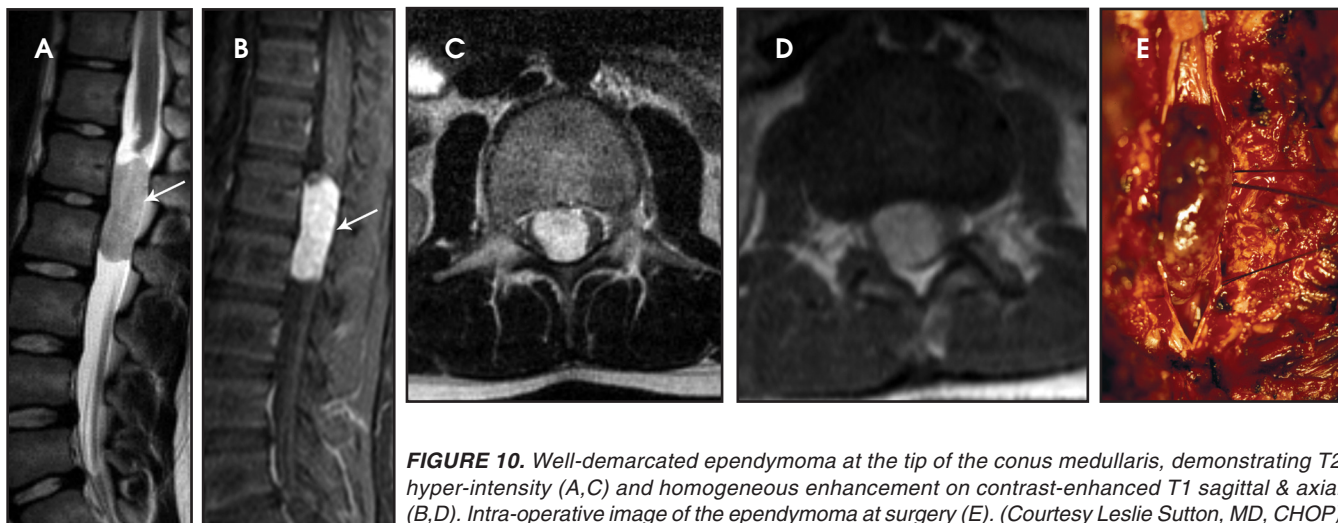 A
B
C
D
E
FIGURE 10. Well-demarcated ependymoma at the tip of the conus medullaris, demonstrating T2
hyper-intensity (A,C) and homogeneous enhancement on contrast-enhanced T1 sagittal & axial
(B,D). Intra-operative image of the ependymoma at surgery (E). (Courtesy Leslie Sutton, MD, CHOP